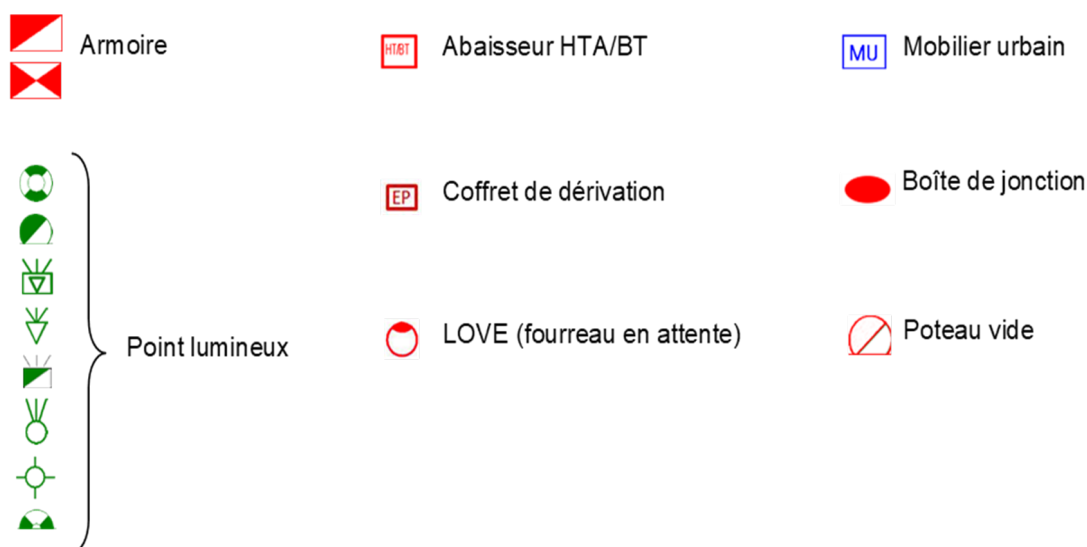 Armoire
HT/BT
Abaisseur HTA/BT
MU
Mobilier urbain
EP
Coffret de dérivation
Boîte de jonction
Point lumineux
LOVE (fourreau en attente)
Poteau vide